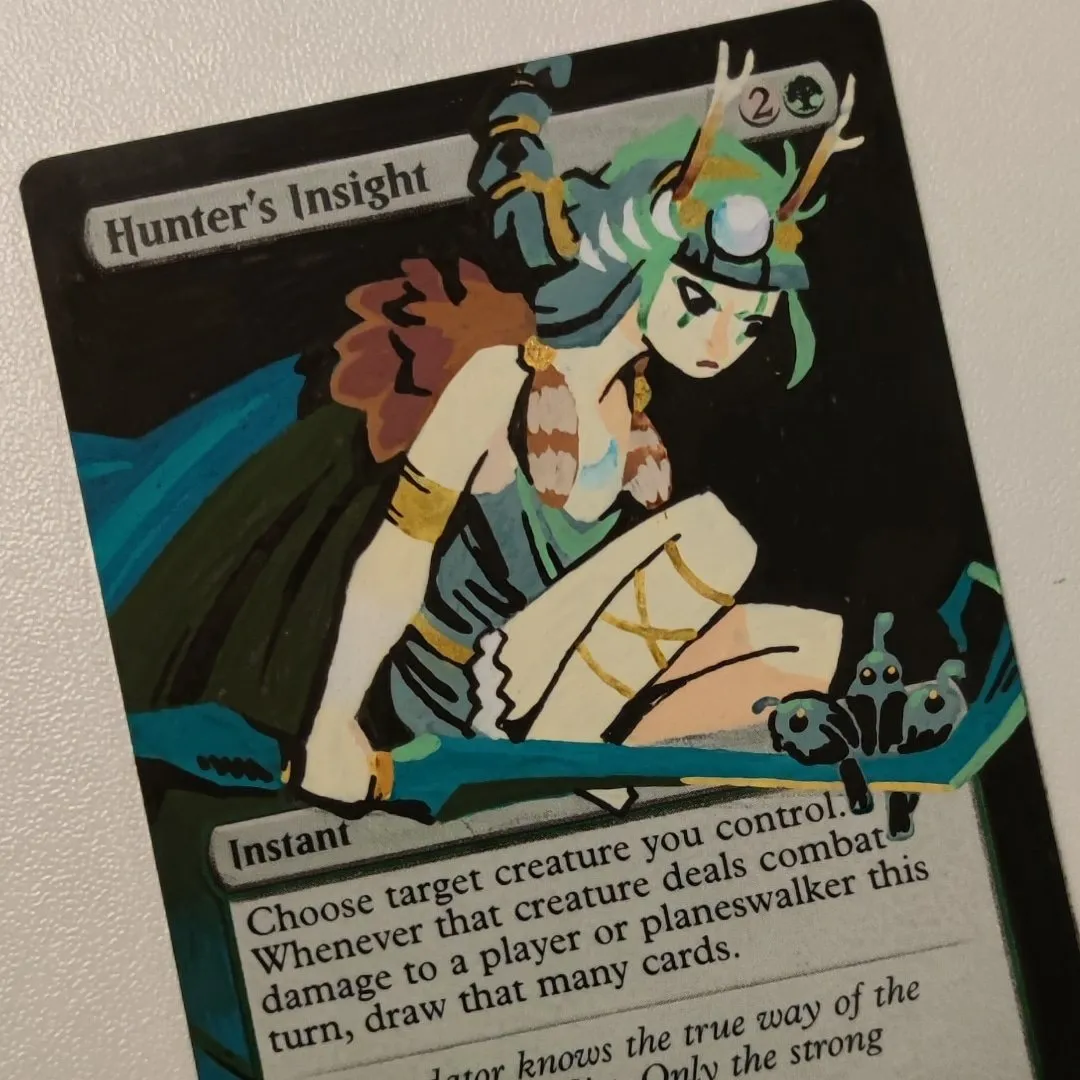 Hunter's Insight 2
Instant
Choose target creature you control.
Whenever that creature deals combat
damage to a player or planeswalker this
turn, draw that many cards.
knows the true way of the
Only the strong